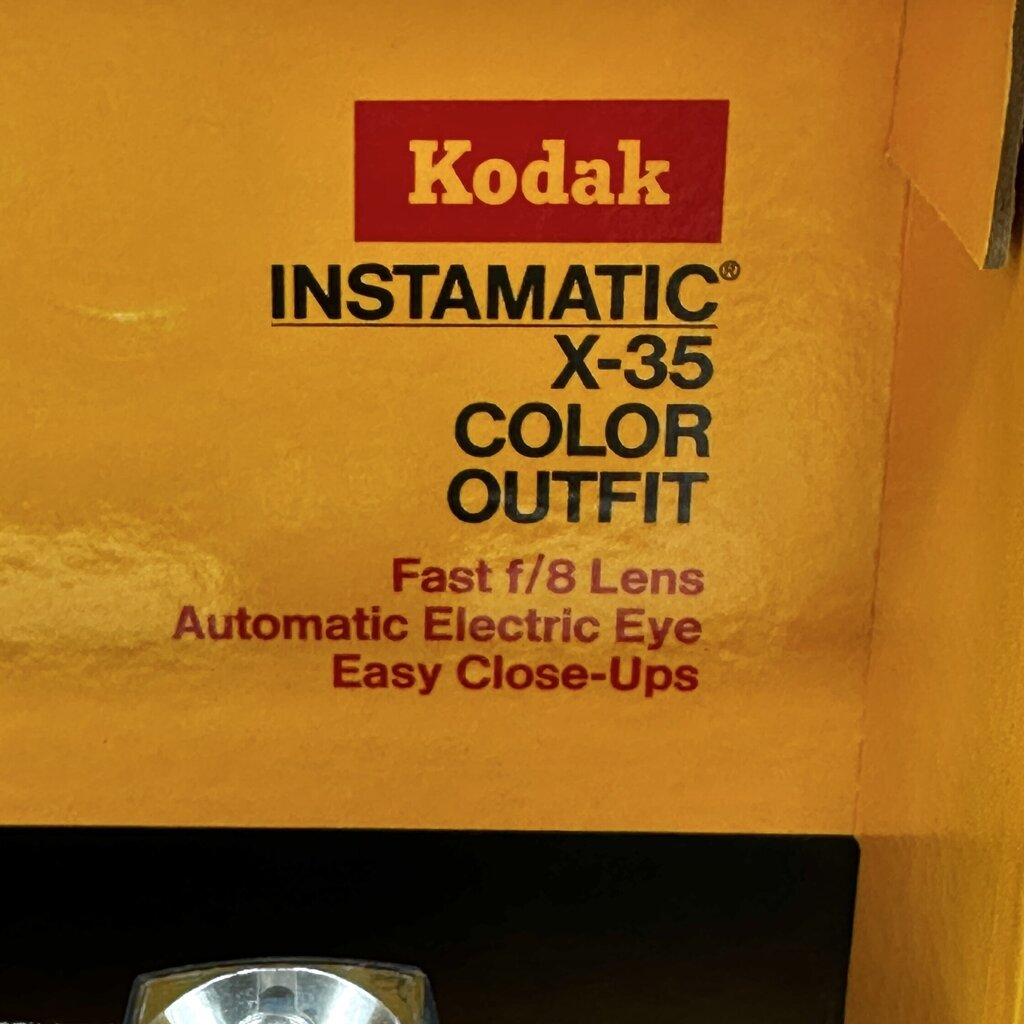 Kodak
INSTAMATIC®
X-35
COLOR
OUTFIT
Fast f/8 Lens
Automatic Electric Eye
Easy Close-Ups